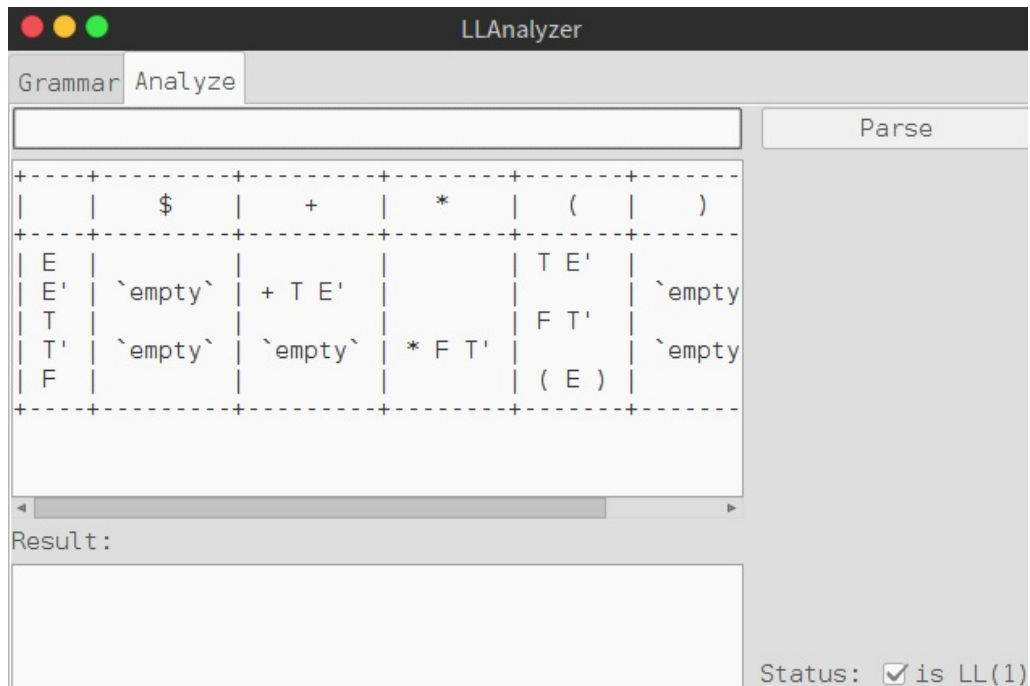 LLAnalyzer
Grammar Analyze
Parse
+----+---------+---------+--------+-------+-------
|    |    $    |    +    |   *    |   (   |    )
+----+---------+---------+--------+-------+-------
| E  |         |         |        | T E'  |
| E' | `empty` | + T E'  |        |       | `empty
| T  |         |         |        | F T'  |
| T' | `empty` | `empty` | * F T' |       | `empty
| F  |         |         |        | ( E ) |
+----+---------+---------+--------+-------+-------
Result:
Status: is LL(1)